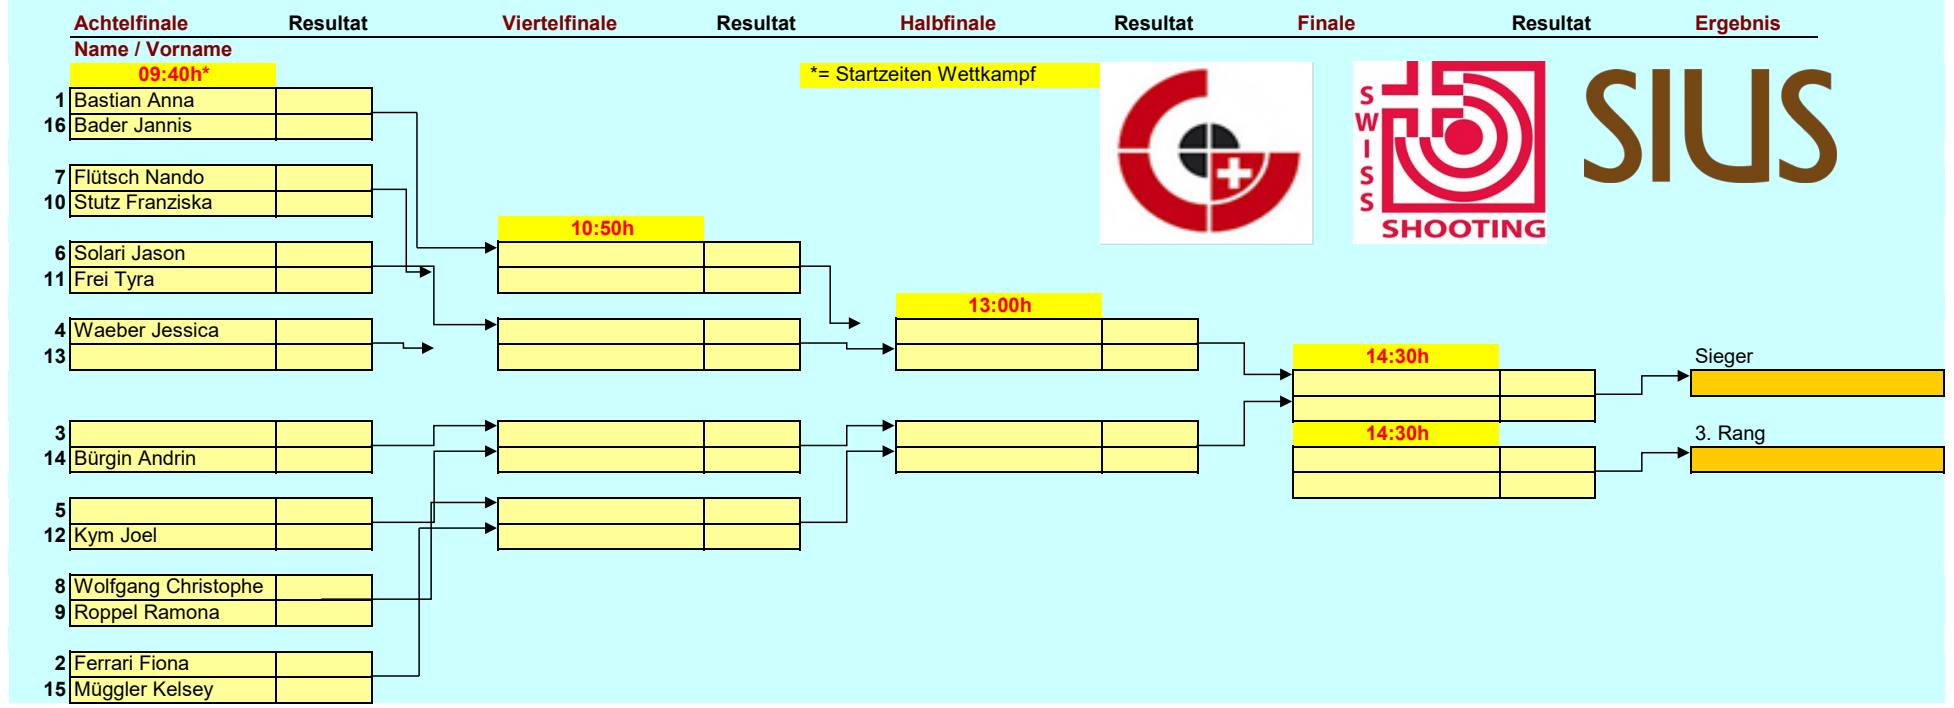 Achtelfinale Resultat Viertelfinale Resultat Halbfinale Resultat Finale Resultat Ergebnis
Name / Vorname
09:40h* *= Startzeiten Wettkampf
1 Bastian Anna
16 Bader Jannis
7 Flütsch Nando
10 Stutz Franziska
10:50h
6 Solari Jason
11 Frei Tyra
13:00h
4 Waeber Jessica
13
14:30h Sieger
3
14:30h 3. Rang
14 Bürgin Andrin
5
12 Kym Joel
8 Wolfgang Christophe
9 Roppel Ramona
2 Ferrari Fiona
15 Müggler Kelsey
SWISS
SHOOTING
SIUS